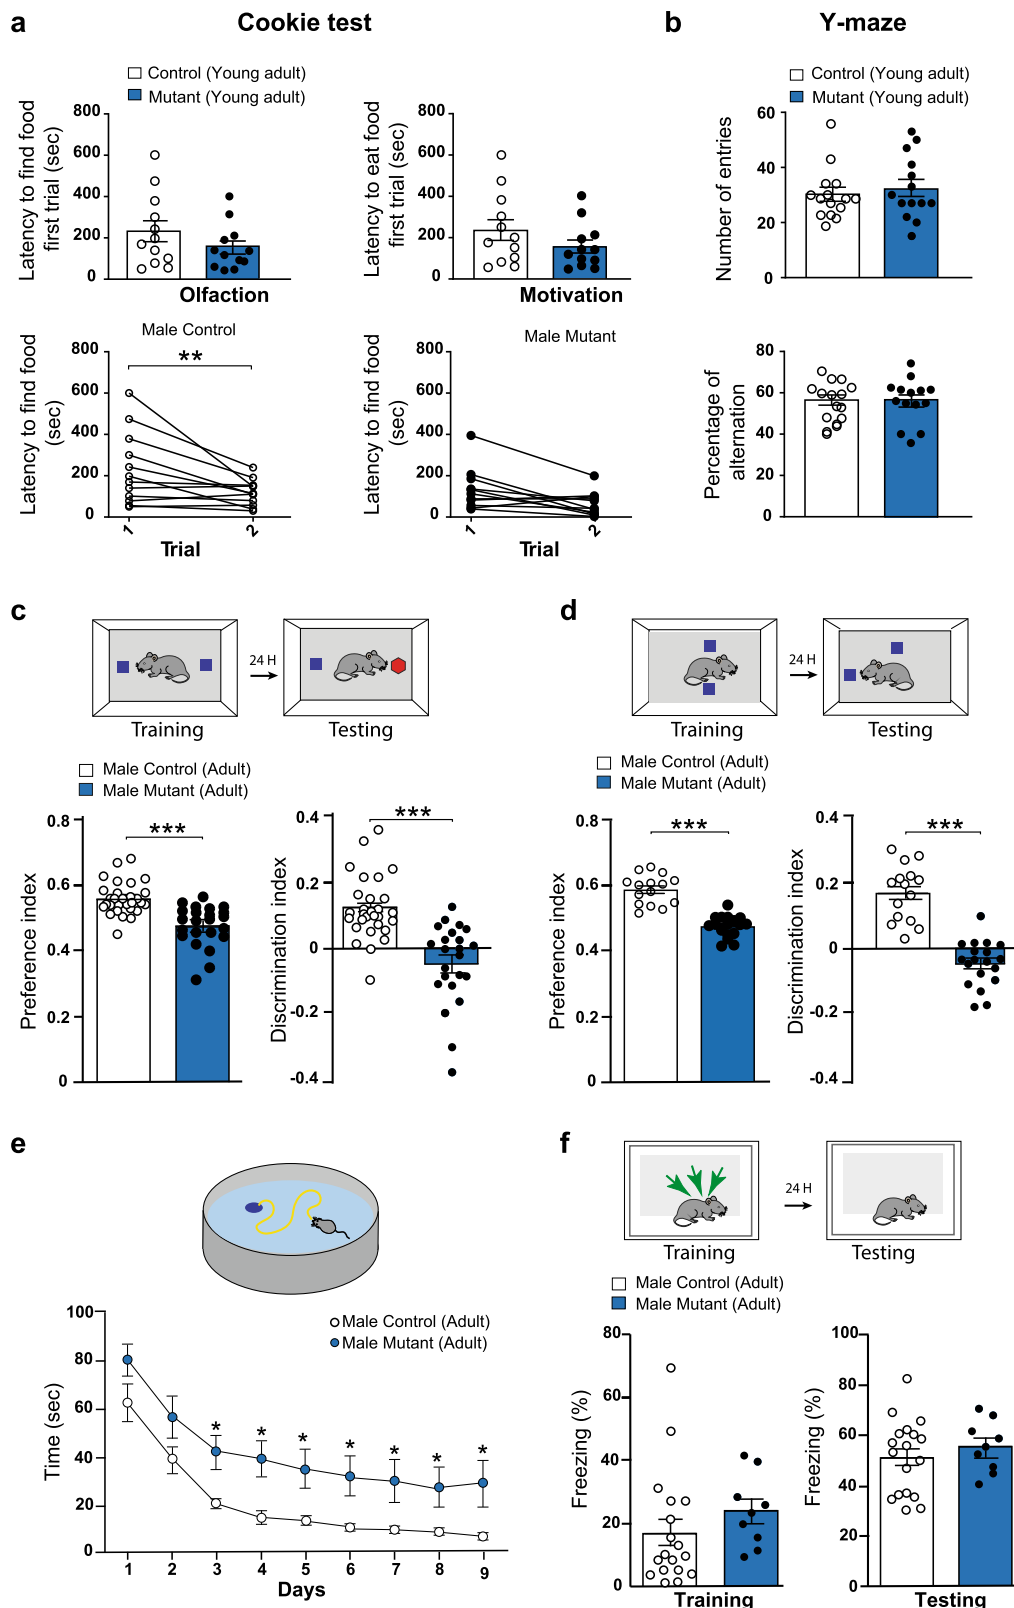 a
Cookie test
Control (Young adult)
Mutant (Young adult)
Latency to find food
first trial (sec)
800
600
400
200
0
Olfaction
Latency to eat food
first trial (sec)
800
600
400
200
0
Motivation
Male Control
Latency to find food
(sec)
800
600
400
200
0
**
1
2
Trial
Male Mutant
Latency to find food
(sec)
800
600
400
200
0
1
2
Trial
b
Y-maze
Control (Young adult)
Mutant (Young adult)
Number of entries
60
40
20
0
Percentage of
alternation
80
60
40
20
0
c
24 H
Training
Testing
Male Control (Adult)
Male Mutant (Adult)
Preference index
0.8
0.6
0.4
0.2
0
***
Discrimination index
0.4
0.2
0
-0.2
-0.4
***
d
24 H
Training
Testing
Male Control (Adult)
Male Mutant (Adult)
Preference index
0.8
0.6
0.4
0.2
0
***
Discrimination index
0.4
0.2
0
-0.2
-0.4
***
e
Male Control (Adult)
Male Mutant (Adult)
Time (sec)
100
80
60
40
20
0
* * * * * * *
1 2 3 4 5 6 7 8 9
Days
f
24 H
Training
Testing
Male Control (Adult)
Male Mutant (Adult)
Freezing (%)
80
60
40
20
0
Training
Freezing (%)
100
80
60
40
20
0
Testing